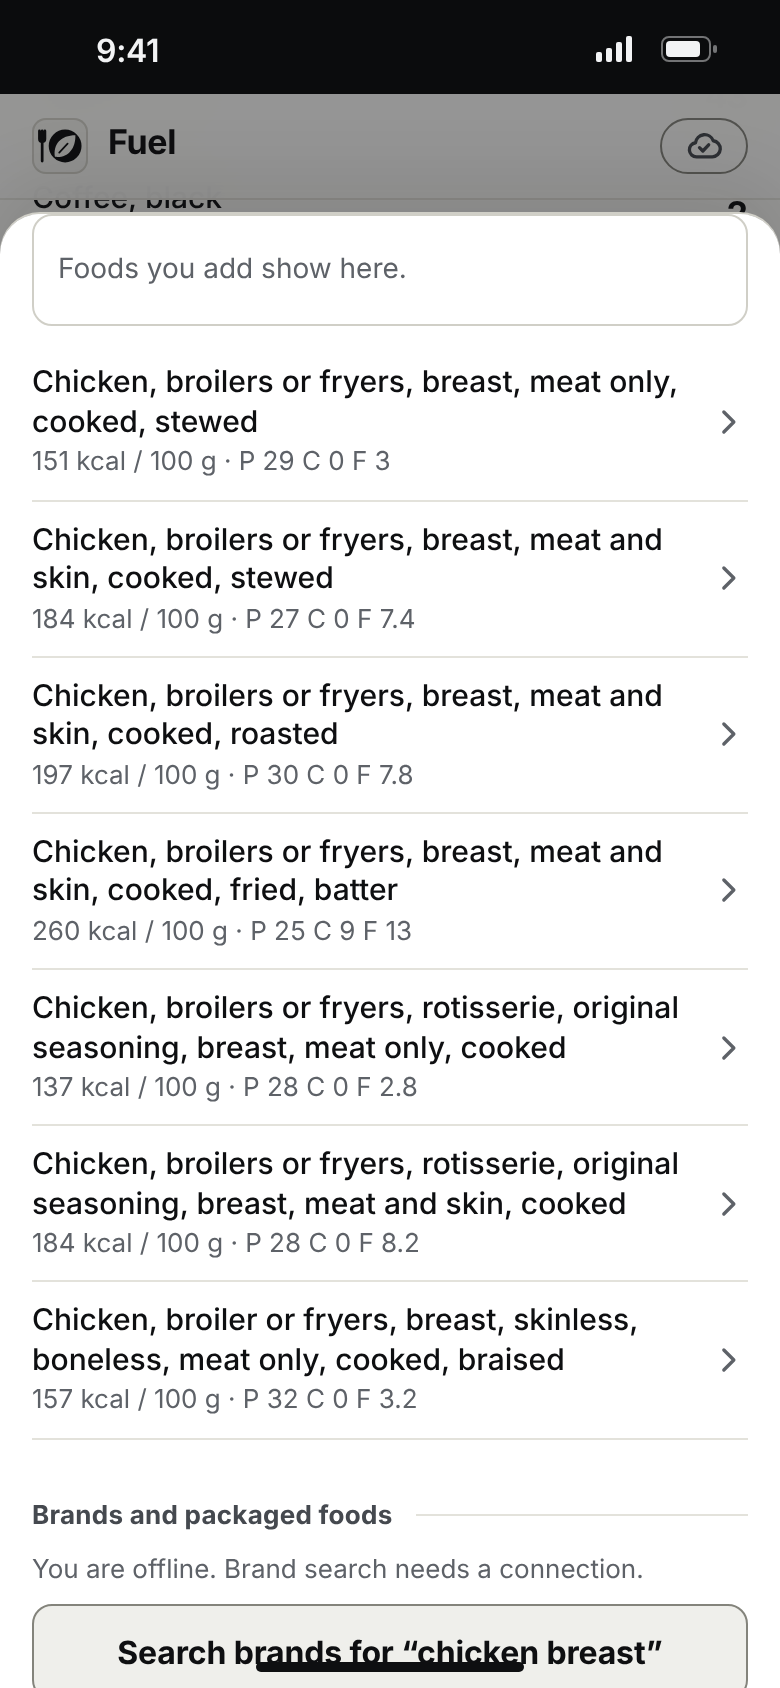 9:41
Fuel
Coffee, black
2
Foods you add show here.
Chicken, broilers or fryers, breast, meat only,
cooked, stewed
151 kcal / 100 g · P 29 C 0 F 3
Chicken, broilers or fryers, breast, meat and
skin, cooked, stewed
184 kcal / 100 g · P 27 C 0 F 7.4
Chicken, broilers or fryers, breast, meat and
skin, cooked, roasted
197 kcal / 100 g · P 30 C 0 F 7.8
Chicken, broilers or fryers, breast, meat and
skin, cooked, fried, batter
260 kcal / 100 g · P 25 C 9 F 13
Chicken, broilers or fryers, rotisserie, original
seasoning, breast, meat only, cooked
137 kcal / 100 g · P 28 C 0 F 2.8
Chicken, broilers or fryers, rotisserie, original
seasoning, breast, meat and skin, cooked
184 kcal / 100 g · P 28 C 0 F 8.2
Chicken, broiler or fryers, breast, skinless,
boneless, meat only, cooked, braised
157 kcal / 100 g · P 32 C 0 F 3.2
Brands and packaged foods
You are offline. Brand search needs a connection.
Search brands for “chicken breast”